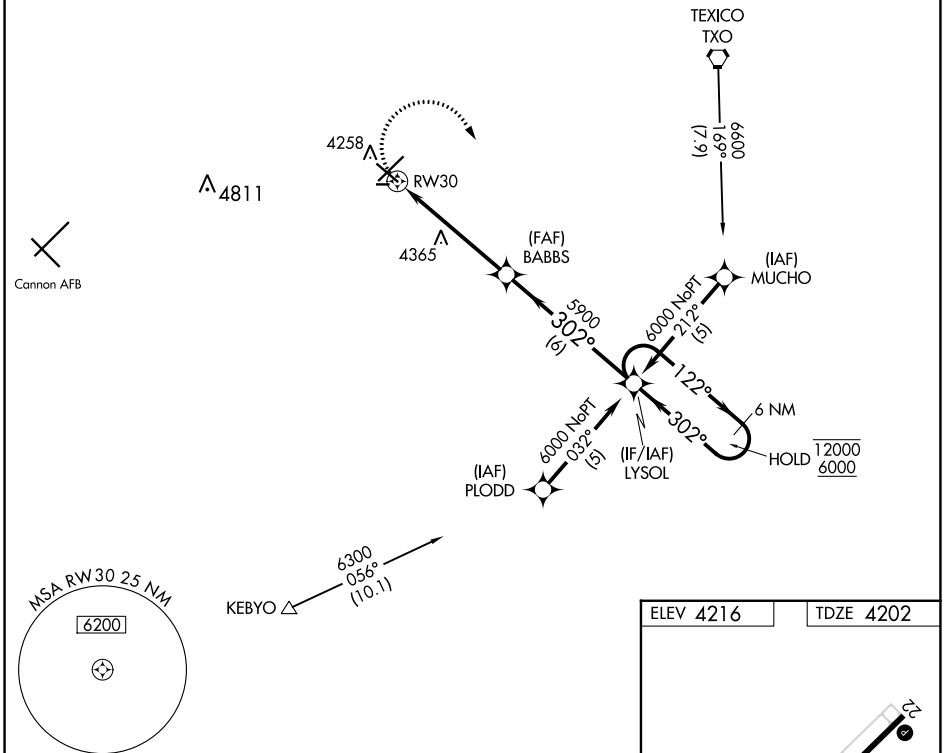 TEXICO
TXO
6600
169°
(7.9)
4258
RW30
4811
4365
Cannon AFB
(FAF)
BABBS
(IAF)
MUCHO
5900
302°
(6)
6000 NoPT
212°
(5)
122°
302°
6 NM
HOLD 12000
6000
6000 NoPT
032°
(5)
(IF/IAF)
LYSOL
(IAF)
PLODD
6300
056°
(10.1)
KEBYO
MSA RW30 25 NM
6200
ELEV 4216
TDZE 4202
22
P